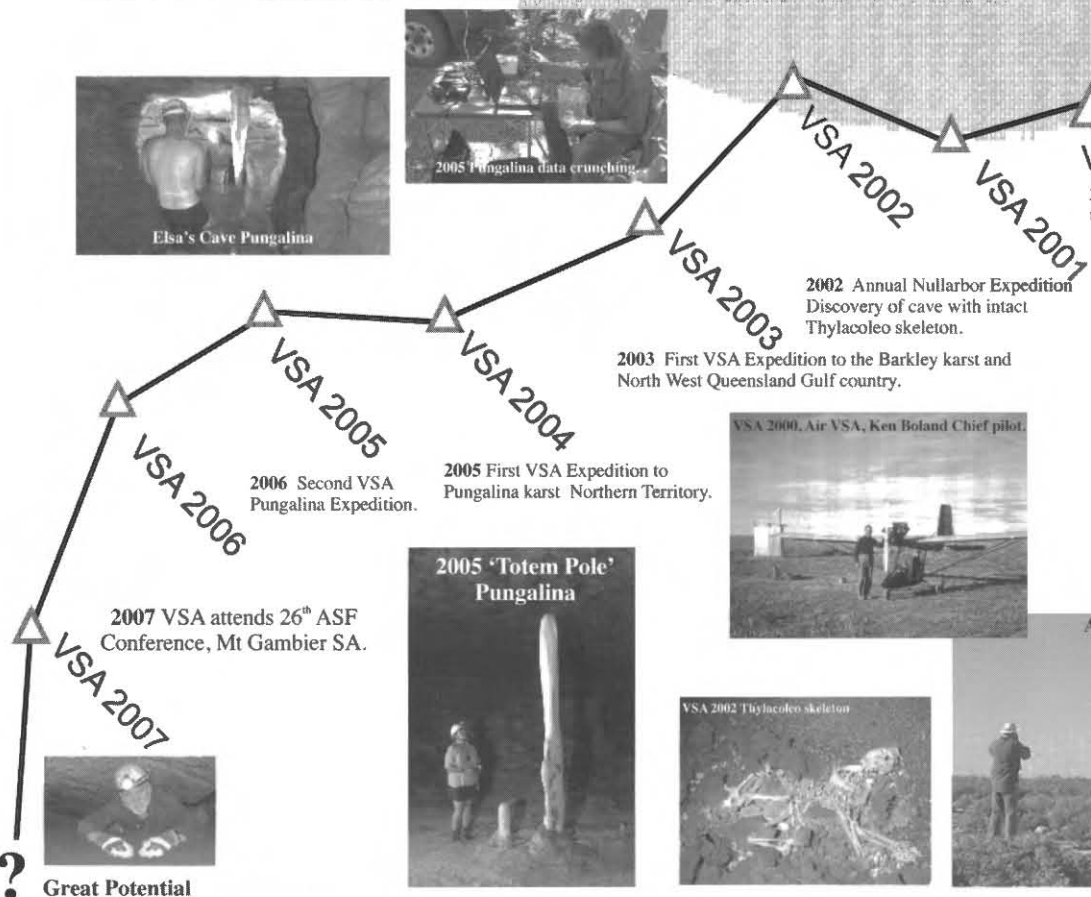 2005 Pungalina data crunching.
Elsa's Cave Pungalina
VSA 2002
VSA 2001
VSA 2003
VSA 2005
VSA 2004
VSA 2006
VSA 2007
2002 Annual Nullarbor Expedition
Discovery of cave with intact
Thylacoleo skeleton.
2003 First VSA Expedition to the Barkley karst and
North West Queensland Gulf country.
VSA 2000, Air VSA, Ken Boland Chief pilot.
2006 Second VSA
Pungalina Expedition.
2005 First VSA Expedition to
Pungalina karst Northern Territory.
2005 'Totem Pole'
Pungalina
2007 VSA attends 26th ASF
Conference, Mt Gambier SA.
VSA 2002 Thylacoleo skeleton
?
Great Potential